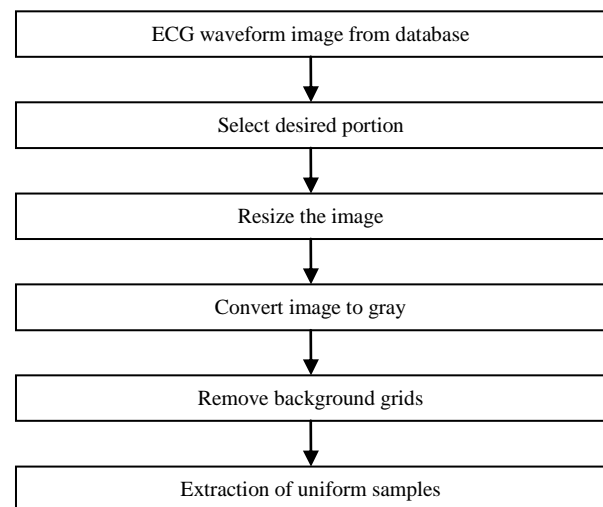 ECG waveform image from database
Select desired portion
Resize the image
Convert image to gray
Remove background grids
Extraction of uniform samples